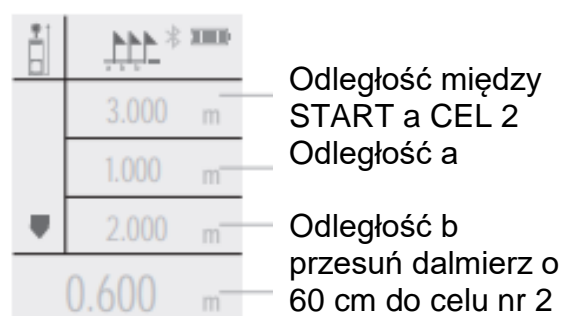 3.000 m
Odległość między
START a CEL 2
1.000 m
Odległość a
2.000 m
Odległość b
0.600 m
przesuń dalmierz o
60 cm do celu nr 2